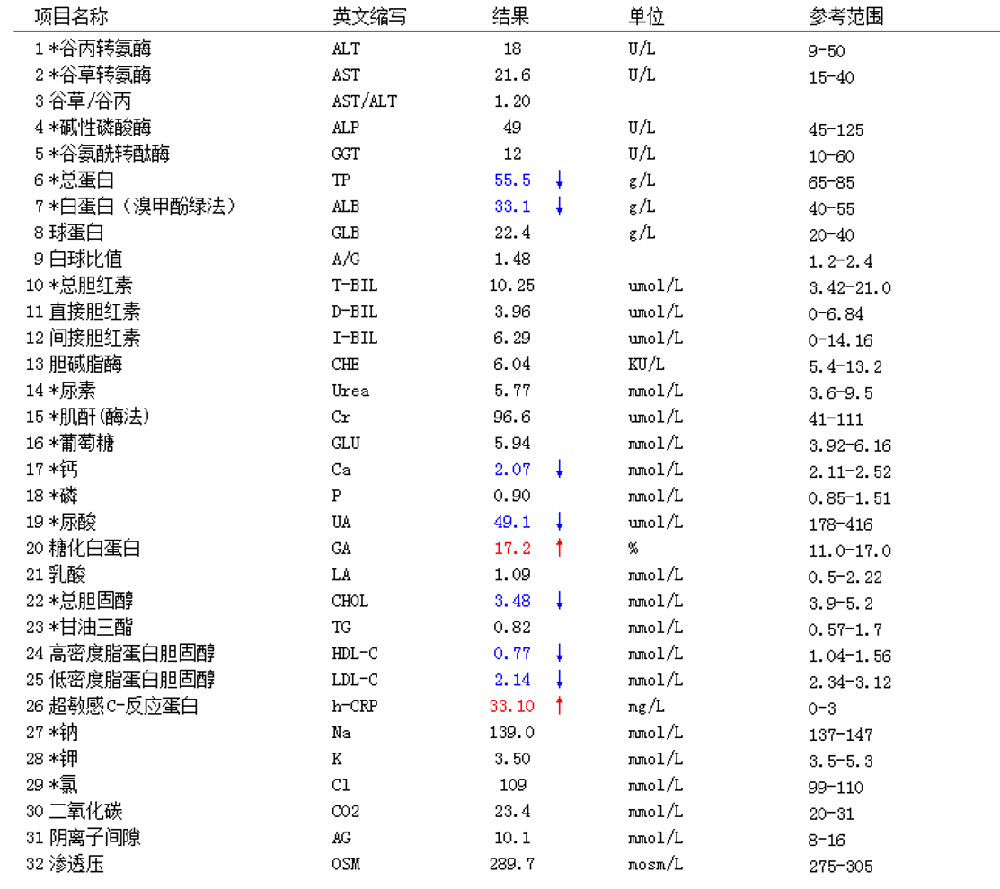 项目名称 英文缩写 结果 单位 参考范围
1 *谷丙转氨酶 ALT 18 U/L 9-50
2 *谷草转氨酶 AST 21.6 U/L 15-40
3 谷草/谷丙 AST/ALT 1.20
4 *碱性磷酸酶 ALP 49 U/L 45-125
5 *谷氨酰转酞酶 GGT 12 U/L 10-60
6 *总蛋白 TP 55.5 ↓ g/L 65-85
7 *白蛋白（溴甲酚绿法） ALB 33.1 ↓ g/L 40-55
8 球蛋白 GLB 22.4 g/L 20-40
9 白球比值 A/G 1.48 1.2-2.4
10 *总胆红素 T-BIL 10.25 umol/L 3.42-21.0
11 直接胆红素 D-BIL 3.96 umol/L 0-6.84
12 间接胆红素 I-BIL 6.29 umol/L 0-14.16
13 胆碱脂酶 CHE 6.04 KU/L 5.4-13.2
14 *尿素 Urea 5.77 mmol/L 3.6-9.5
15 *肌酐(酶法) Cr 96.6 umol/L 41-111
16 *葡萄糖 GLU 5.94 mmol/L 3.92-6.16
17 *钙 Ca 2.07 ↓ mmol/L 2.11-2.52
18 *磷 P 0.90 mmol/L 0.85-1.51
19 *尿酸 UA 49.1 ↓ umol/L 178-416
20 糖化白蛋白 GA 17.2 ↑ % 11.0-17.0
21 乳酸 LA 1.09 mmol/L 0.5-2.22
22 *总胆固醇 CHOL 3.48 ↓ mmol/L 3.9-5.2
23 *甘油三酯 TG 0.82 mmol/L 0.57-1.7
24 高密度脂蛋白胆固醇 HDL-C 0.77 ↓ mmol/L 1.04-1.56
25 低密度脂蛋白胆固醇 LDL-C 2.14 ↓ mmol/L 2.34-3.12
26 超敏感C-反应蛋白 h-CRP 33.10 ↑ mg/L 0-3
27 *钠 Na 139.0 mmol/L 137-147
28 *钾 K 3.50 mmol/L 3.5-5.3
29 *氯 Cl 109 mmol/L 99-110
30 二氧化碳 CO2 23.4 mmol/L 20-31
31 阴离子间隙 AG 10.1 mmol/L 8-16
32 渗透压 OSM 289.7 mosm/L 275-305